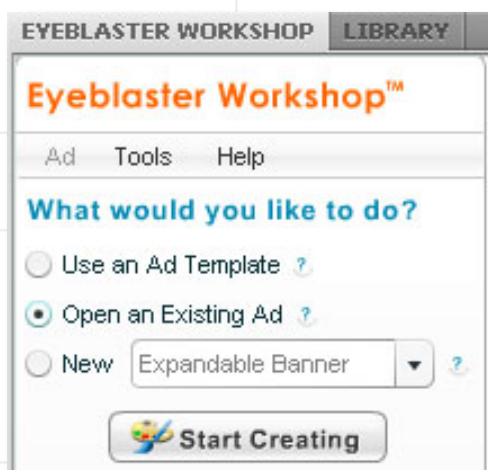 EYEBLASTER WORKSHOP LIBRARY
Eyeblaster Workshop™
Ad Tools Help
What would you like to do?
Use an Ad Template ?
Open an Existing Ad ?
New Expandable Banner ?
Start Creating